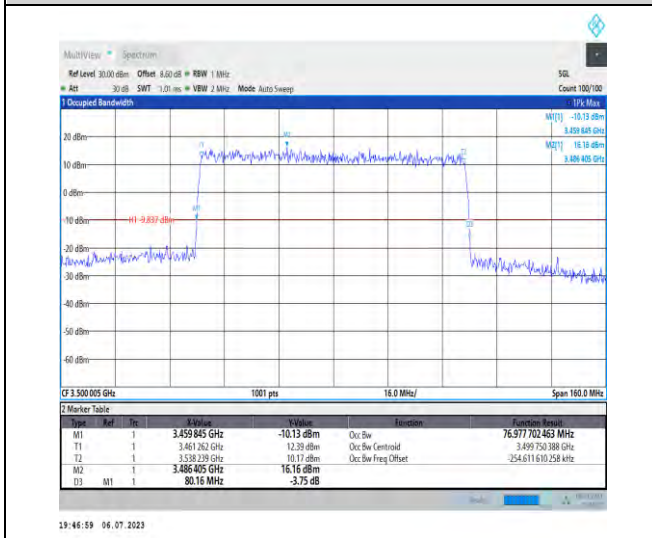 MultiView Spectrum
Ref Level 30.00 dBm Offset 8.60 dB RBW 1 MHz SGL
Att 30 dB SWT 1.01 ms VBW 2 MHz Mode Auto Sweep Count 100/100
1 Occupied Bandwidth 1Pk Max
M1[1] -10.13 dBm
3.459 845 GHz
M2[1] 16.16 dBm
3.486 405 GHz
20 dBm
M2
T1
T2
10 dBm
0 dBm
M1
-10 dBm
H1 -9.837 dBm
D3
-20 dBm
-30 dBm
-40 dBm
-50 dBm
-60 dBm
CF 3.500 005 GHz 1001 pts 16.0 MHz/ Span 160.0 MHz
2 Marker Table
Type Ref Trc X-Value Y-Value Function Function Result
M1 1 3.459 845 GHz -10.13 dBm Occ Bw 76.977 702 463 MHz
T1 1 3.461 262 GHz 12.39 dBm Occ Bw Centroid 3.499 750 388 GHz
T2 1 3.538 239 GHz 10.17 dBm Occ Bw Freq Offset -254.611 610 258 kHz
M2 1 3.486 405 GHz 16.16 dBm
D3 M1 1 80.16 MHz -3.75 dB
19:46:59 06.07.2023